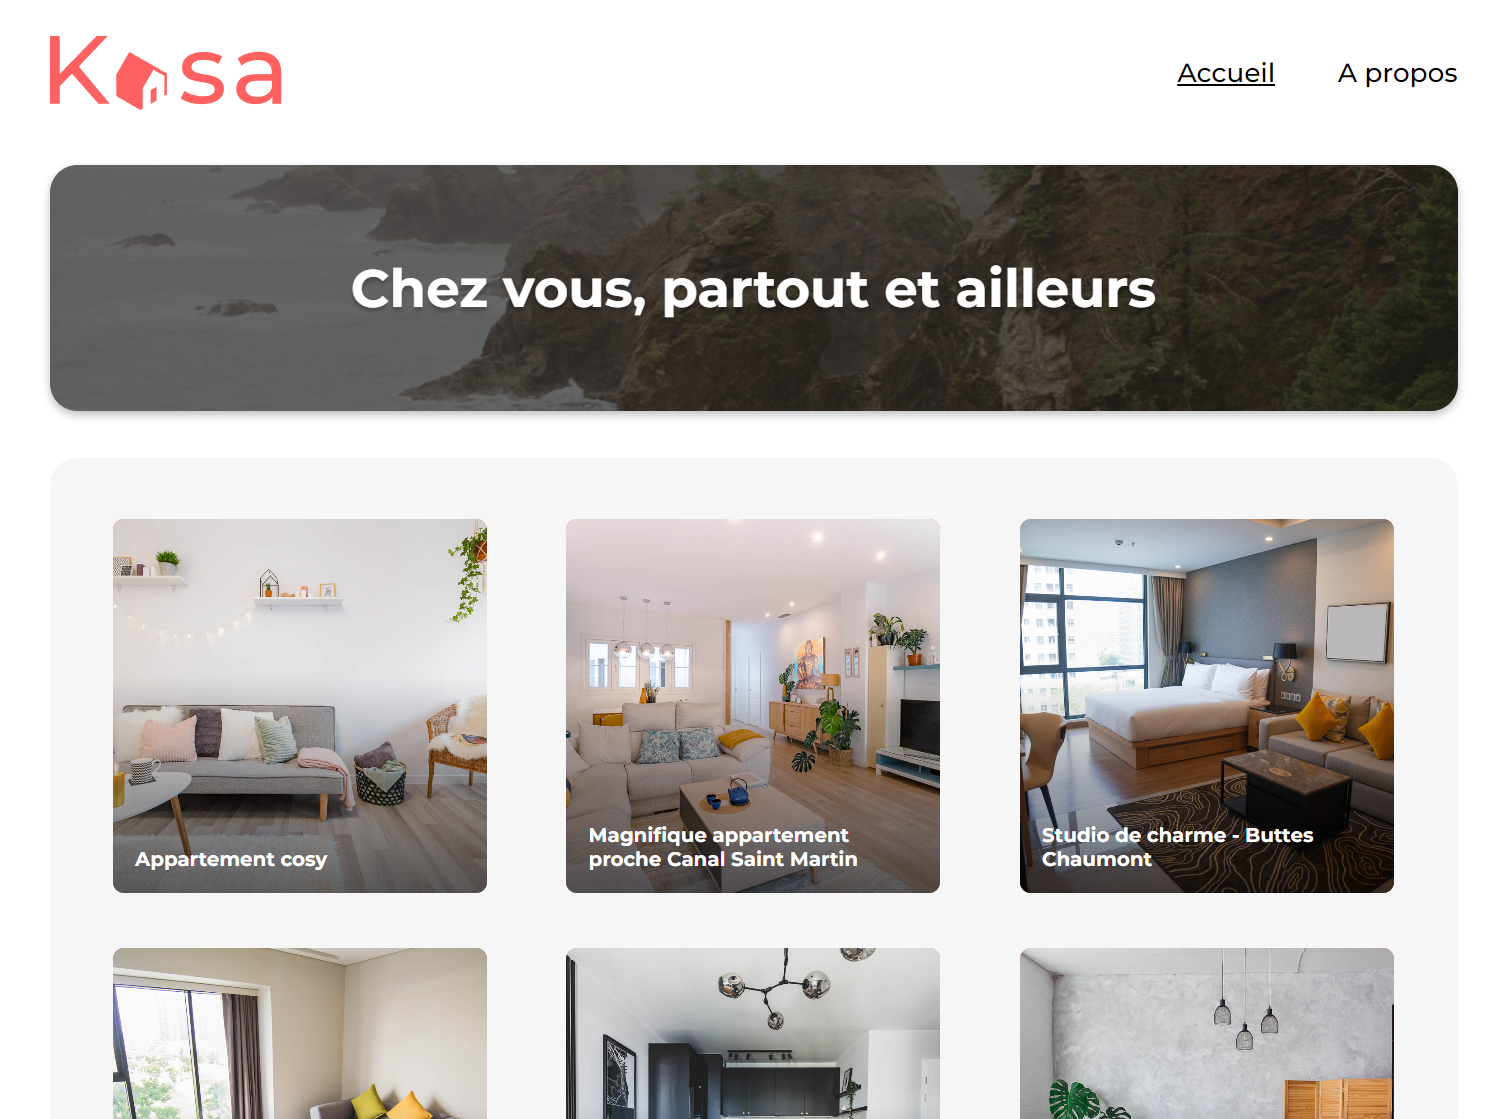 Kasa
Accueil
A propos
Chez vous, partout et ailleurs
Appartement cosy
Magnifique appartement
proche Canal Saint Martin
Studio de charme - Buttes
Chaumont